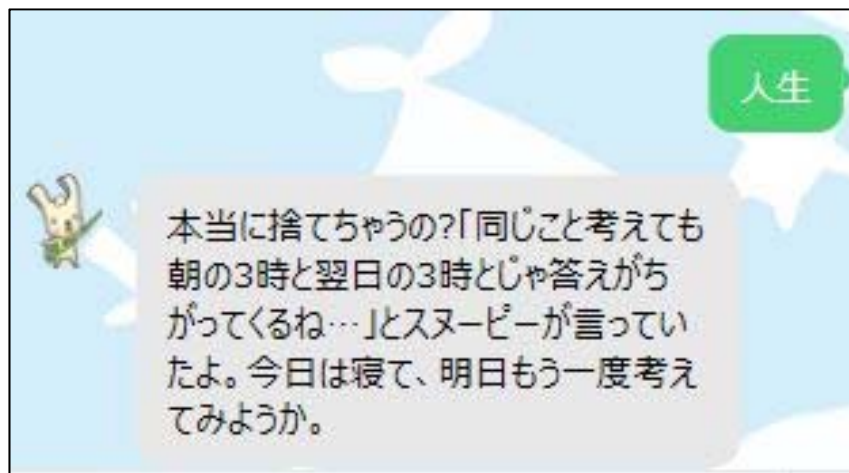 人生
本当に捨てちゃうの?「同じこと考えても
朝の3時と翌日の3時とじゃ答えがち
がってくるね…」とスヌーピーが言ってい
たよ。今日は寝て、明日もう一度考え
てみようか。